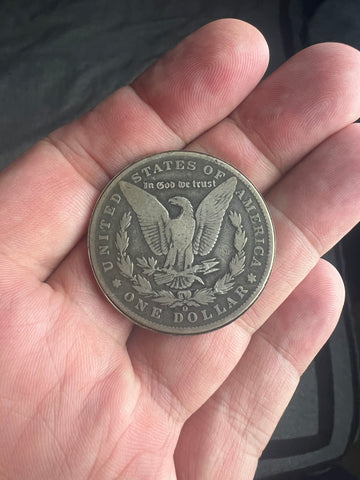 UNITED STATES OF AMERICA
In God we trust
ONE DOLLAR
O